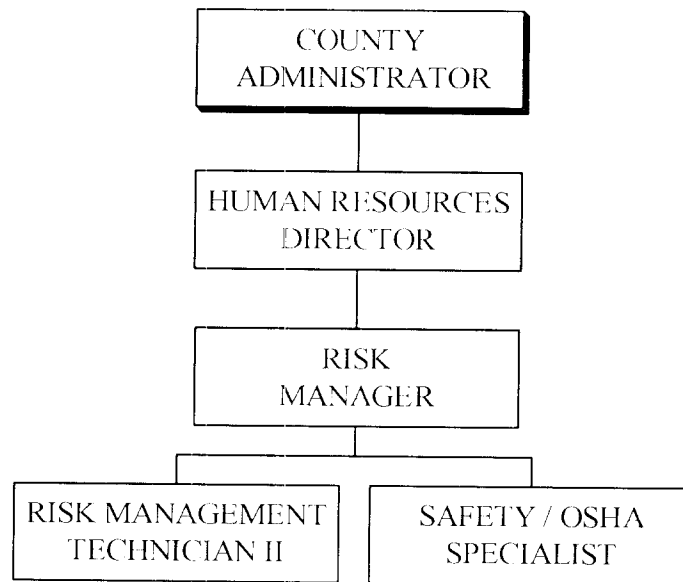 COUNTY
ADMINISTRATOR
HUMAN RESOURCES
DIRECTOR
RISK
MANAGER
RISK MANAGEMENT
TECHNICIAN II
SAFETY / OSHA
SPECIALIST